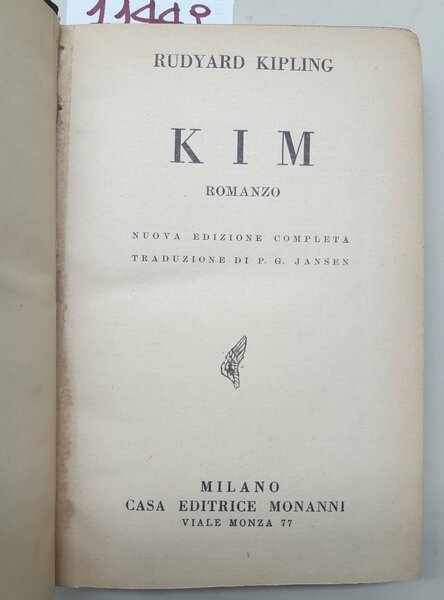 RUDYARD KIPLING
KIM
ROMANZO
NUOVA EDIZIONE COMPLETA
TRADUZIONE DI P. G. JANSEN
MILANO
CASA EDITRICE MONANNI
VIALE MONZA 77